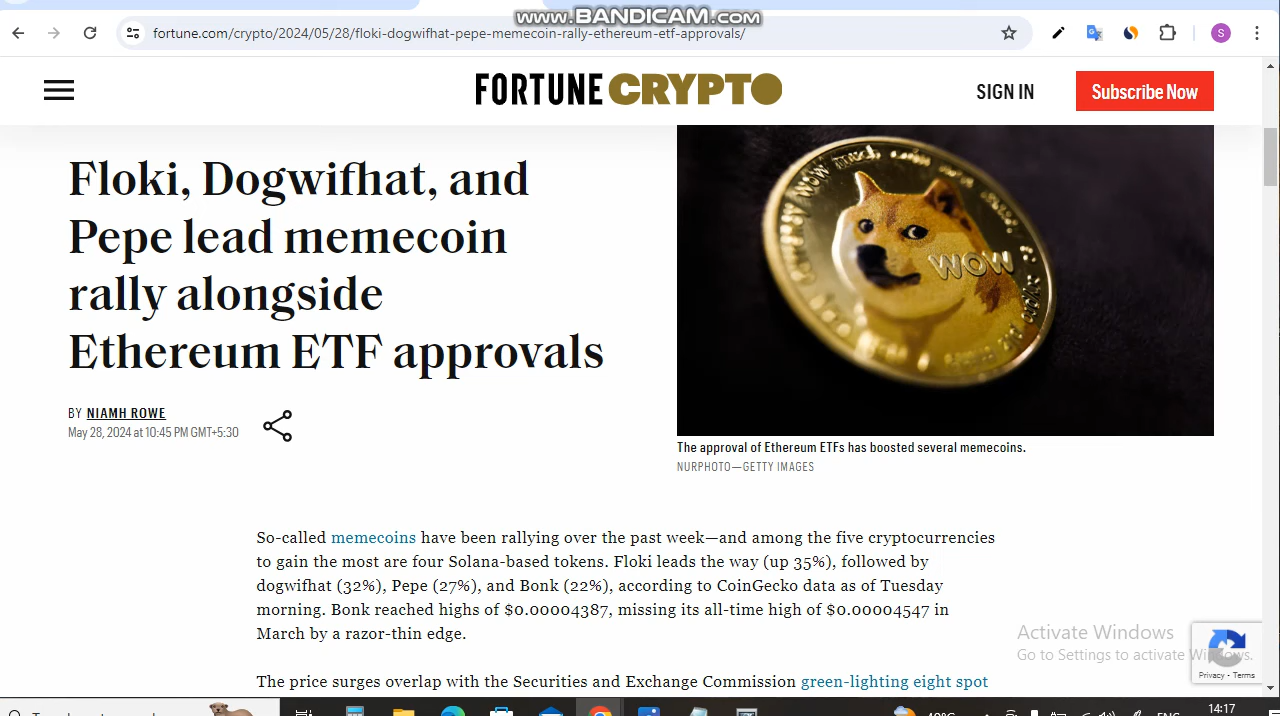 www.BANDICAM.com
fortune.com/crypto/2024/05/28/floki-dogwifhat-pepe-memecoin-rally-ethereum-etf-approvals/
S
FORTUNE CRYPTO
SIGN IN
Subscribe Now
Floki, Dogwifhat, and
Pepe lead memecoin
rally alongside
Ethereum ETF approvals
BY NIAMH ROWE
May 28, 2024 at 10:45 PM GMT+5:30
WOW much coin
WOW
The approval of Ethereum ETFs has boosted several memecoins.
NURPHOTO—GETTY IMAGES
So-called memecoins have been rallying over the past week—and among the five cryptocurrencies
to gain the most are four Solana-based tokens. Floki leads the way (up 35%), followed by
dogwifhat (32%), Pepe (27%), and Bonk (22%), according to CoinGecko data as of Tuesday
morning. Bonk reached highs of $0.00004387, missing its all-time high of $0.00004547 in
March by a razor-thin edge.
The price surges overlap with the Securities and Exchange Commission green-lighting eight spot
Activate Windows
Go to Settings to activate Windows.
Privacy - Terms
14:17